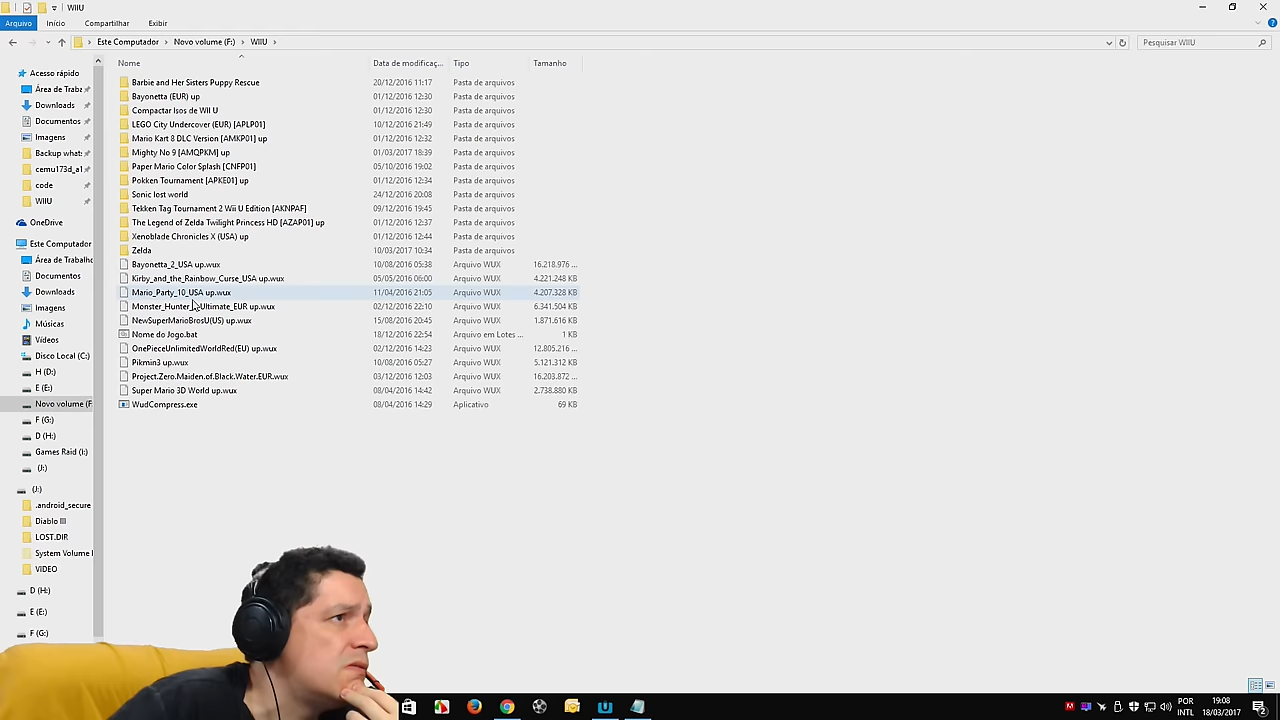 WIIU
Arquivo Início Compartilhar Exibir
Este Computador > Novo volume (F:) > WIIU >
Pesquisar WIIU
Nome Data de modificaç... Tipo Tamanho
Barbie and Her Sisters Puppy Rescue 20/12/2016 11:17 Pasta de arquivos
Bayonetta (EUR) up 01/12/2016 12:30 Pasta de arquivos
Compactar Isos de WII U 01/12/2016 12:30 Pasta de arquivos
LEGO City Undercover (EUR) [APLP01] 10/12/2016 21:49 Pasta de arquivos
Mario Kart 8 DLC Version [AMKP01] up 01/12/2016 12:32 Pasta de arquivos
Mighty No 9 [AMQPKM] up 01/03/2017 18:39 Pasta de arquivos
Paper Mario Color Splash [CNFP01] 05/10/2016 19:02 Pasta de arquivos
Pokken Tournament [APKE01] up 01/12/2016 12:34 Pasta de arquivos
Sonic lost world 24/12/2016 20:08 Pasta de arquivos
Tekken Tag Tournament 2 Wii U Edition [AKNPAF] 09/12/2016 19:45 Pasta de arquivos
The Legend of Zelda Twilight Princess HD [AZAP01] up 01/12/2016 12:37 Pasta de arquivos
Xenoblade Chronicles X (USA) up 01/12/2016 12:44 Pasta de arquivos
Zelda 10/03/2017 10:34 Pasta de arquivos
Bayonetta_2_USA up.wux 10/08/2016 05:38 Arquivo WUX 16.218.976 ...
Kirby_and_the_Rainbow_Curse_USA up.wux 05/05/2016 06:00 Arquivo WUX 4.221.248 KB
Mario_Party_10_USA up.wux 11/04/2016 21:05 Arquivo WUX 4.207.328 KB
Monster_Hunter_ Ultimate_EUR up.wux 02/12/2016 22:10 Arquivo WUX 6.341.504 KB
NewSuperMarioBrosU(US) up.wux 15/08/2016 20:45 Arquivo WUX 1.871.616 KB
Nome do Jogo.bat 18/12/2016 22:54 Arquivo em Lotes ... 1 KB
OnePieceUnlimitedWorldRed(EU) up.wux 02/12/2016 14:23 Arquivo WUX 12.805.216 ...
Pikmin3 up.wux 10/08/2016 05:27 Arquivo WUX 5.121.312 KB
Project.Zero.Maiden.of.Black.Water.EUR.wux 03/12/2016 12:03 Arquivo WUX 16.203.872 ...
Super Mario 3D World up.wux 08/04/2016 14:42 Arquivo WUX 2.738.880 KB
WudCompress.exe 08/04/2016 14:29 Aplicativo 69 KB
Acesso rápido
Área de Traba
Downloads
Documentos
Imagens
Backup what:
cemu173d_a1
code
WIIU
OneDrive
Este Computador
Área de Trabalho
Documentos
Downloads
Imagens
Músicas
Vídeos
Disco Local (C:)
H (D:)
E (E:)
Novo volume (F
F (G:)
D (H:)
Games Raid (I:)
(J:)
(J:)
.android_secure
Diablo III
LOST.DIR
System Volume I
VIDEO
D (H:)
E (E:)
F (G:)
POR
INTL
19:08
18/03/2017